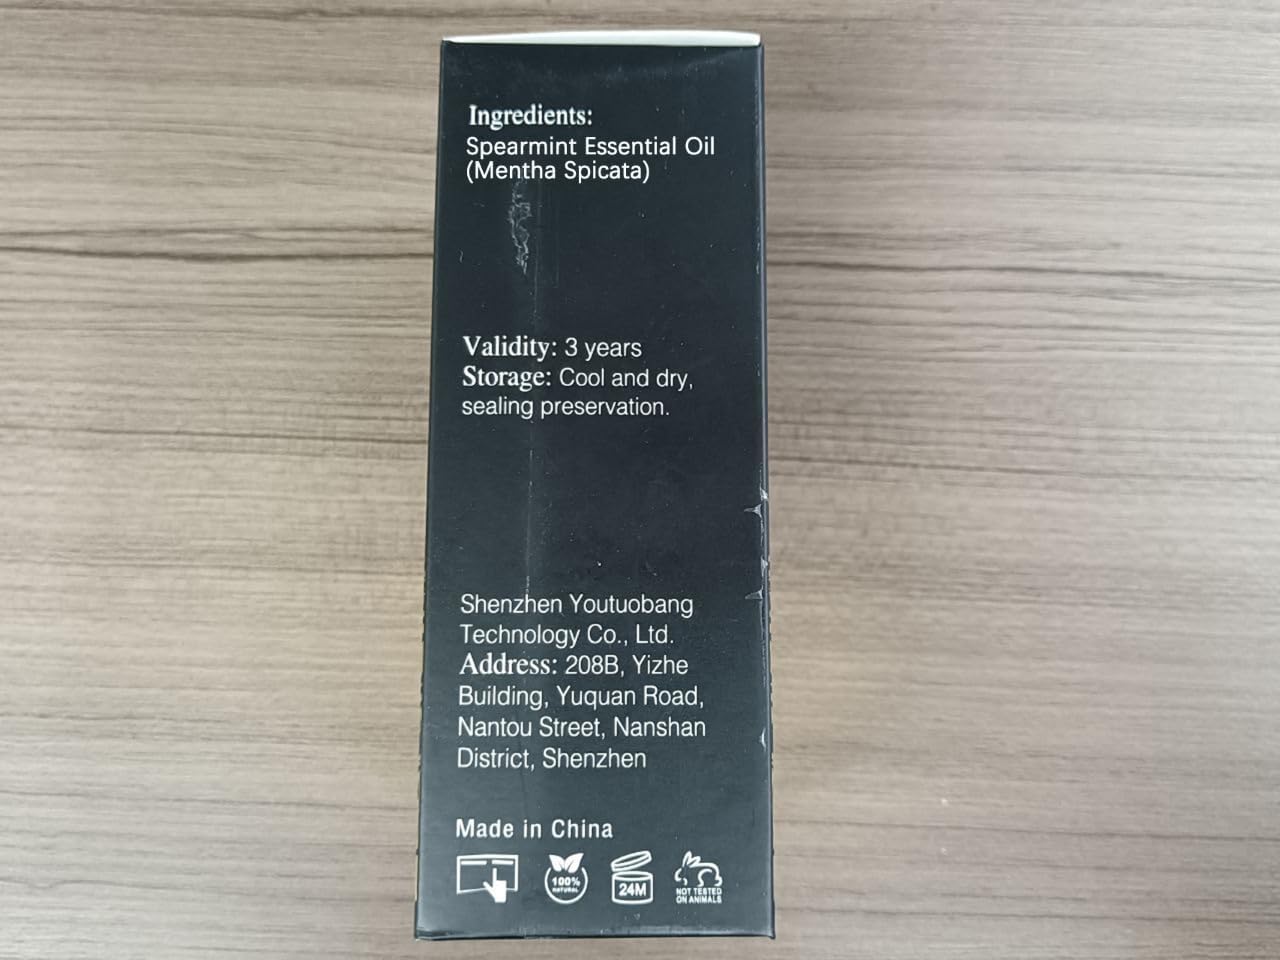 Ingredients:
Spearmint Essential Oil
(Mentha Spicata)
Validity: 3 years
Storage: Cool and dry,
sealing preservation.
Shenzhen Youtuobang
Technology Co., Ltd.
Address: 208B, Yizhe
Building, Yuquan Road,
Nantou Street, Nanshan
District, Shenzhen
Made in China
100%
NATURAL
24M
NOT TESTED
ON ANIMALS